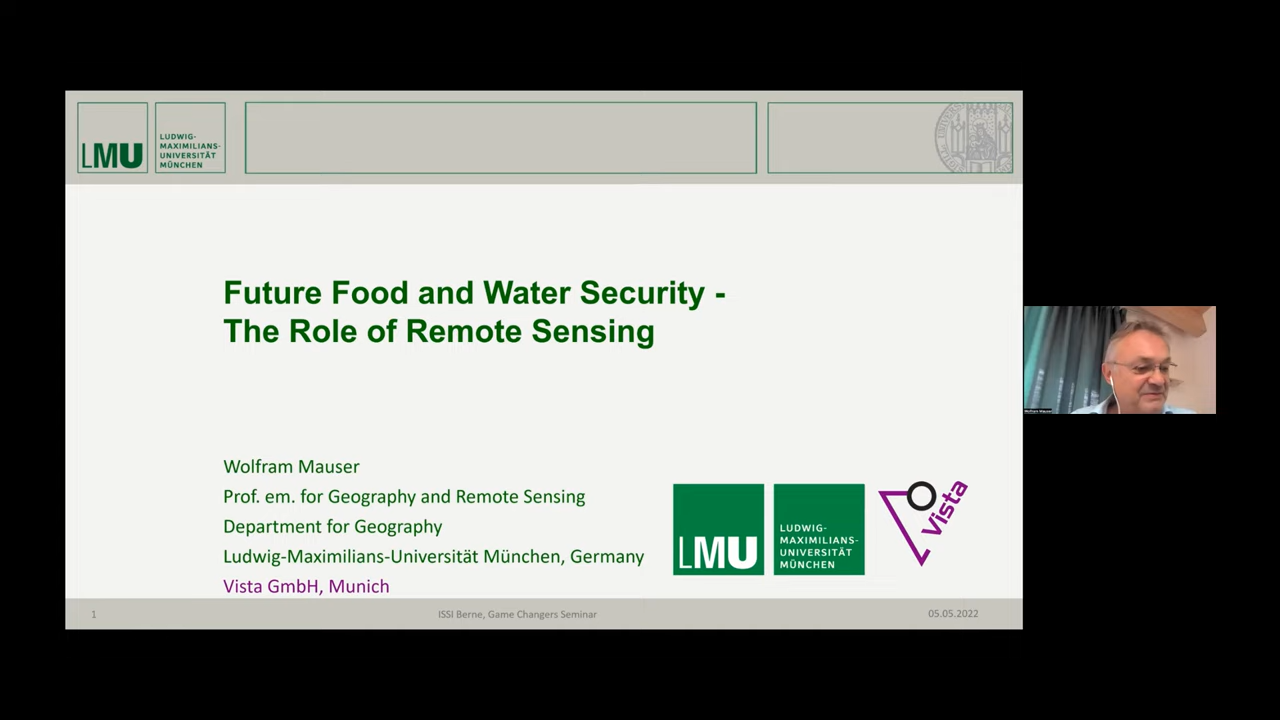 LMU
LUDWIG-
MAXIMILIANS-
UNIVERSITÄT
MÜNCHEN
Future Food and Water Security -
The Role of Remote Sensing
Wolfram Mauser
Prof. em. for Geography and Remote Sensing
Department for Geography
Ludwig-Maximilians-Universität München, Germany
Vista GmbH, Munich
LMU
LUDWIG-
MAXIMILIANS-
UNIVERSITÄT
MÜNCHEN
Vista
1
ISSI Berne, Game Changers Seminar
05.05.2022
Wolfram Mauser